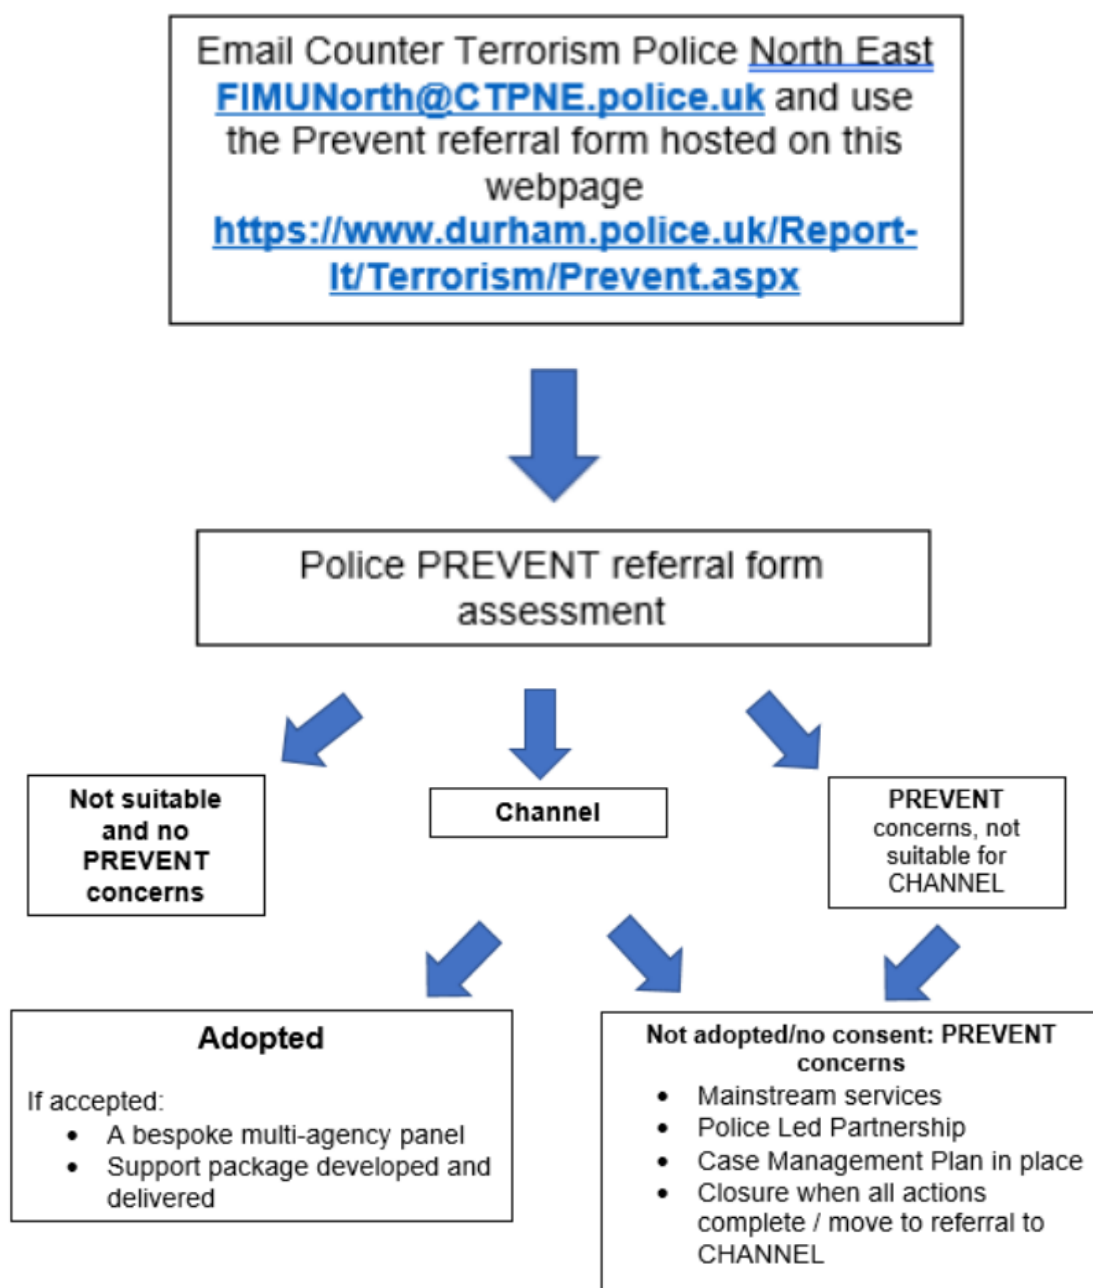 Email Counter Terrorism Police North East
FIMUNorth@CTPNE.police.uk and use
the Prevent referral form hosted on this
webpage
https://www.durham.police.uk/Report-
It/Terrorism/Prevent.aspx
Police PREVENT referral form
assessment
Not suitable
and no
PREVENT
concerns
Channel
PREVENT
concerns, not
suitable for
CHANNEL
Adopted
If accepted:
• A bespoke multi-agency panel
• Support package developed and
delivered
Not adopted/no consent: PREVENT
concerns
• Mainstream services
• Police Led Partnership
• Case Management Plan in place
• Closure when all actions
complete / move to referral to
CHANNEL